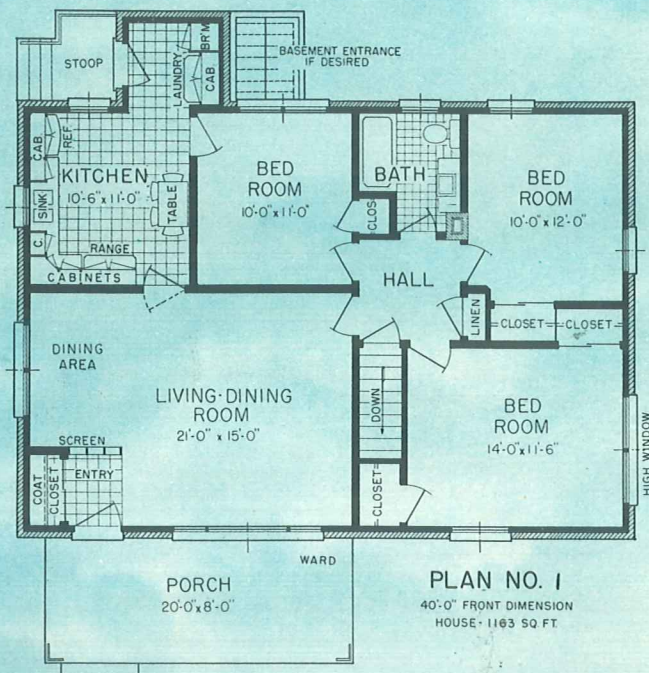 STOOP
BR'M
LAUNDRY
CAB.
BASEMENT ENTRANCE
IF DESIRED
CAB.
REF.
KITCHEN
10'-6" x 11'-0"
SINK
TABLE
C.
RANGE
CABINETS
BED
ROOM
10'-0" x 11'-0"
CLOS.
BATH
BED
ROOM
10'-0" x 12'-0"
HALL
LINEN
CLOSET
CLOSET
DINING
AREA
LIVING-DINING
ROOM
21'-0" x 15'-0"
SCREEN
COAT
CLOSET
ENTRY
DOWN
CLOSET
BED
ROOM
14'-0" x 11'-6"
HIGH WINDOW
WARD
PORCH
20'-0" x 8'-0"
PLAN NO. 1
40'-0" FRONT DIMENSION
HOUSE - 1163 SQ. FT.